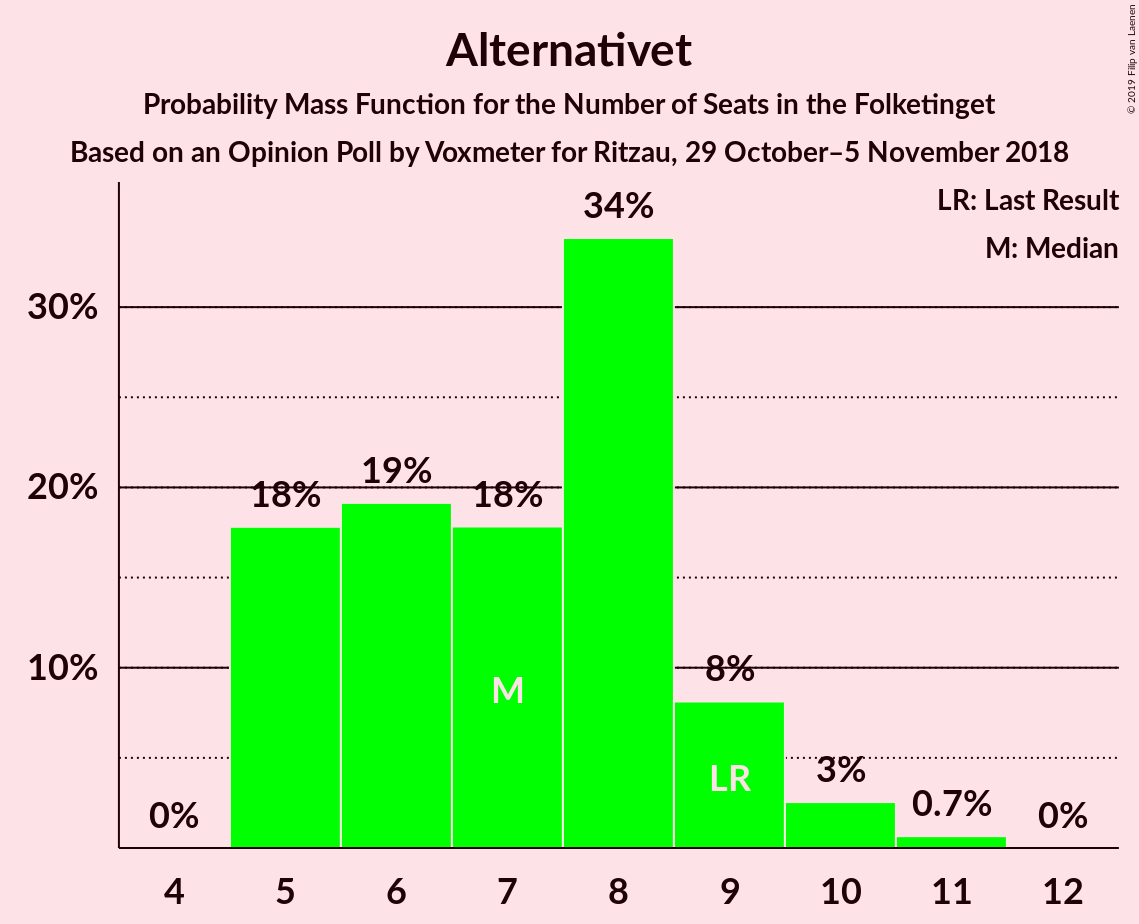 Alternativet
Probability Mass Function for the Number of Seats in the Folketinget
Based on an Opinion Poll by Voxmeter for Ritzau, 29 October–5 November 2018
© 2019 Filip van Laenen
LR: Last Result
M: Median
34%
30%
20%
10%
18%
19%
18%
8%
3%
0.7%
0%
0%
M
LR
4 5 6 7 8 9 10 11 12